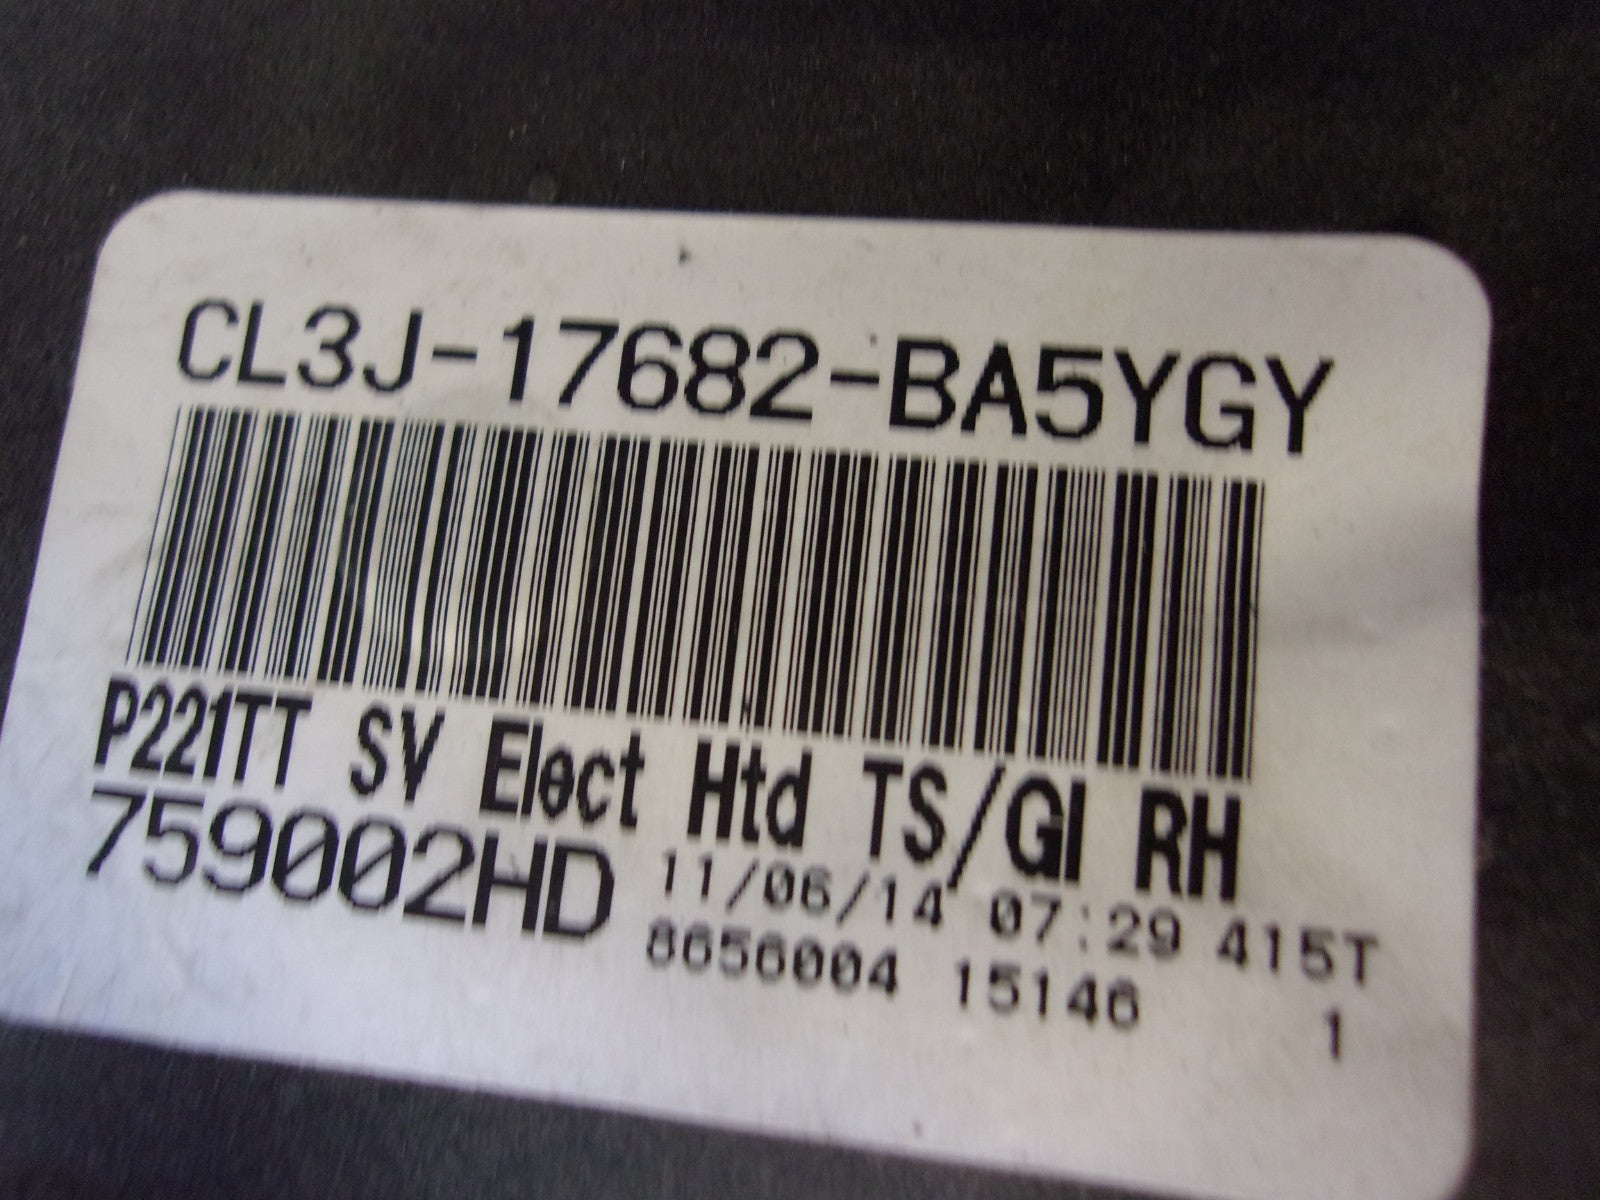 CL3J-17682-BA5YGY
P221TT SV Elect Htd TS/GI RH
759002HD
11/06/14 07:29 415T
8656004 15146 1